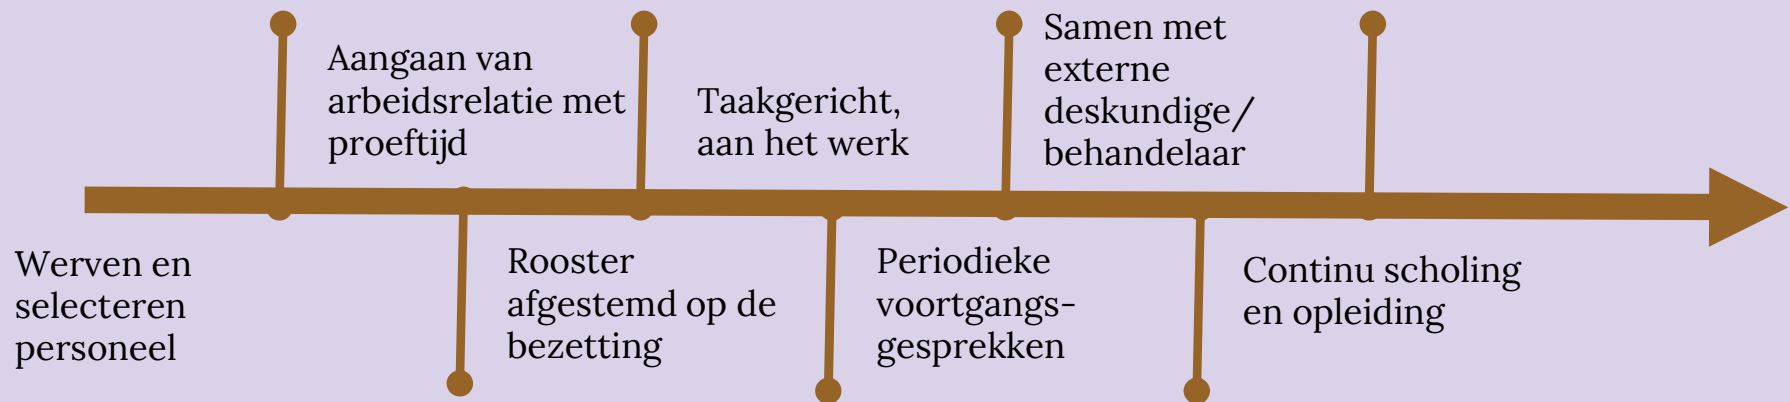 Werven en
selecteren
personeel
Aangaan van
arbeidsrelatie met
proeftijd
Rooster
afgestemd op de
bezetting
Taakgericht,
aan het werk
Periodieke
voortgangs-
gesprekken
Samen met
externe
deskundige/
behandelaar
Continu scholing
en opleiding